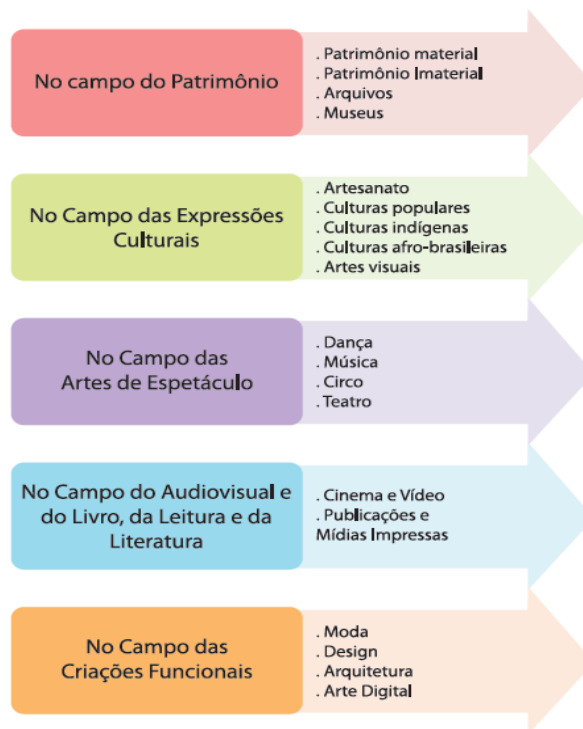 No campo do Patrimônio
. Patrimônio material
. Patrimônio Imaterial
. Arquivos
. Museus
No Campo das Expressões
Culturais
. Artesanato
. Culturas populares
. Culturas indígenas
. Culturas afro-brasileiras
. Artes visuais
No Campo das
Artes de Espetáculo
. Dança
. Música
. Circo
. Teatro
No Campo do Audiovisual e
do Livro, da Leitura e da
Literatura
. Cinema e Vídeo
. Publicações e
Mídias Impressas
No Campo das
Criações Funcionais
. Moda
. Design
. Arquitetura
. Arte Digital